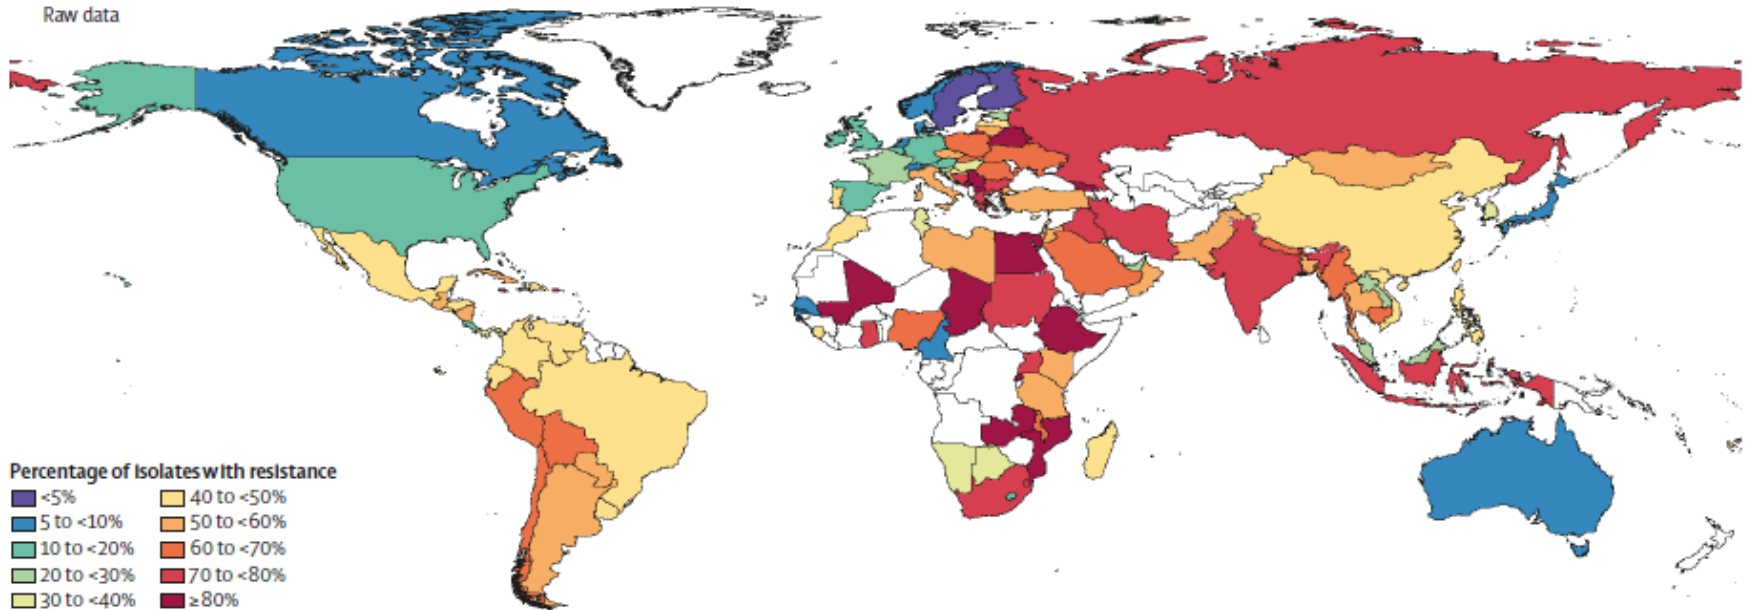 Raw data
Percentage of isolates with resistance
<5%
5 to <10%
10 to <20%
20 to <30%
30 to <40%
40 to <50%
50 to <60%
60 to <70%
70 to <80%
≥80%